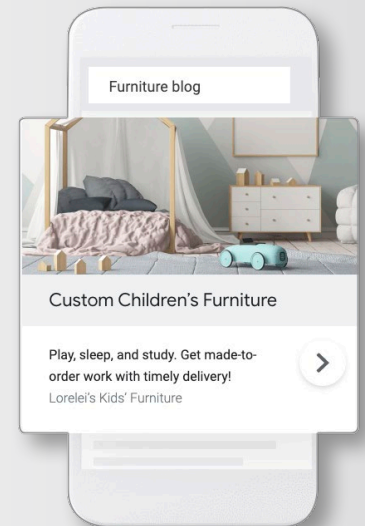 Furniture blog
Custom Children's Furniture
Play, sleep, and study. Get made-to-
order work with timely delivery!
Lorelei's Kids' Furniture